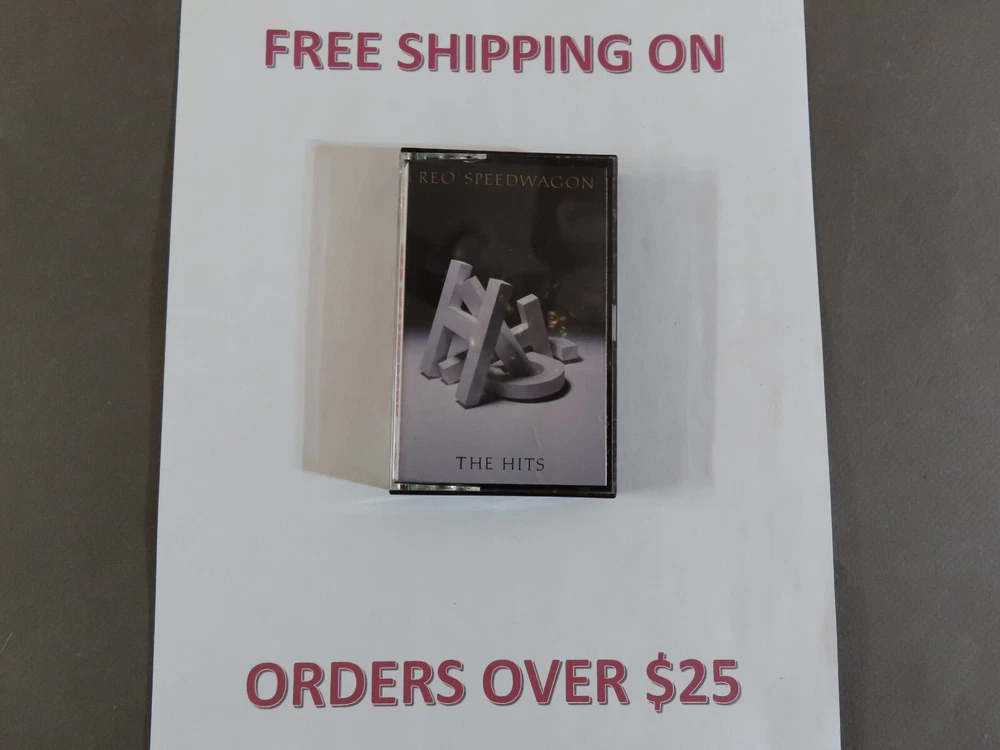 FREE SHIPPING ON
REO SPEEDWAGON
THE HITS
ORDERS OVER $25